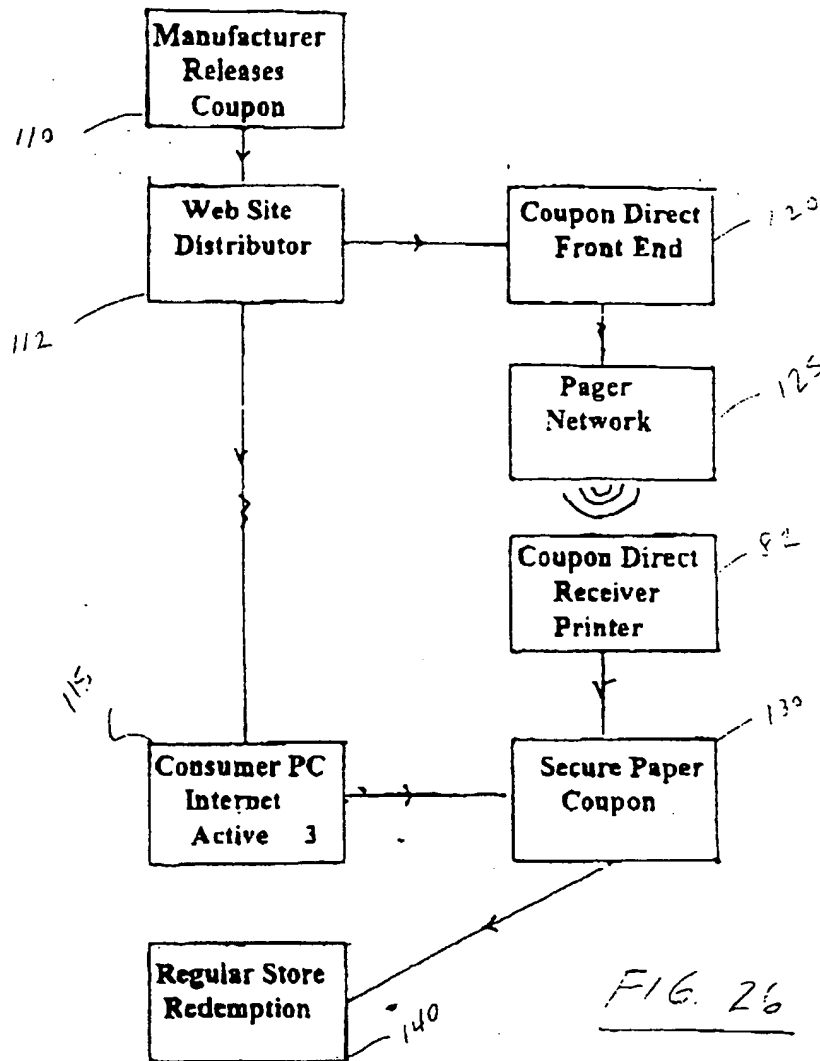 Manufacturer
Releases
Coupon
110
Web Site
Distributor
112
Coupon Direct
Front End
120
Pager
Network
125
Coupon Direct
Receiver
Printer
82
115
Consumer PC
Internet
Active 3
Secure Paper
Coupon
130
Regular Store
Redemption
140
FIG. 26